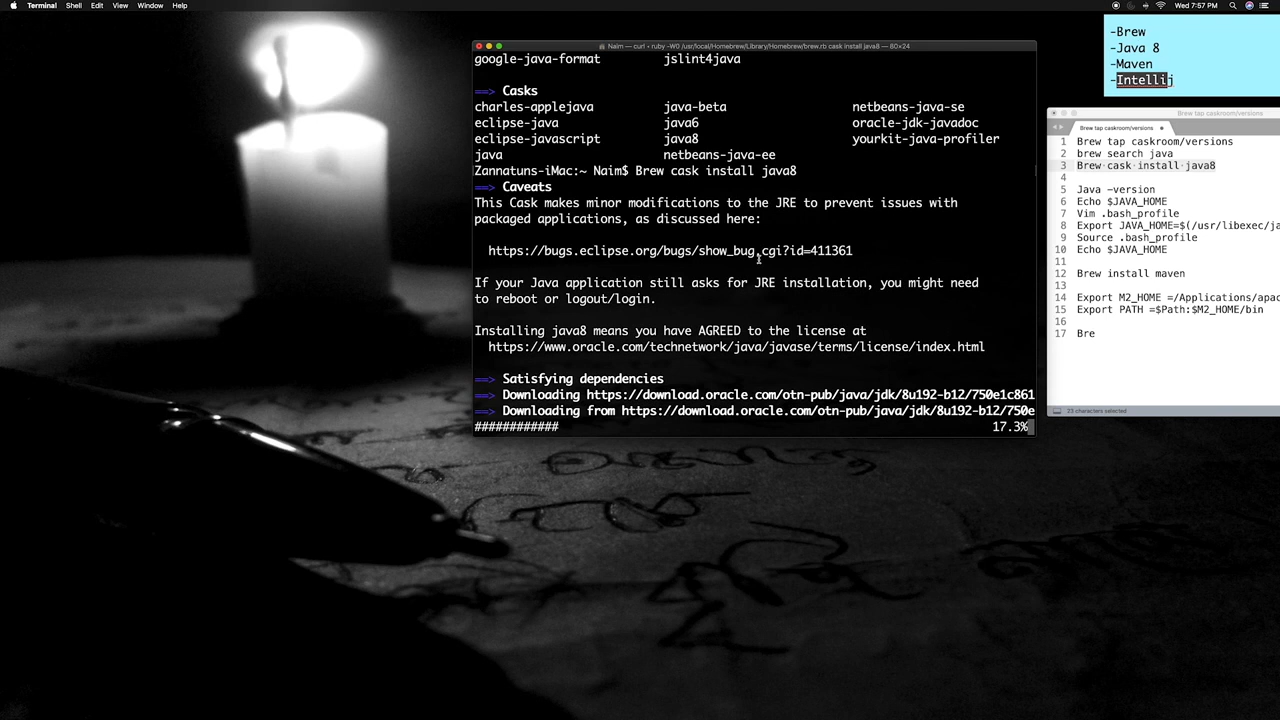 Terminal Shell Edit View Window Help
Wed 7:57 PM
Naim — curl • ruby -W0 /usr/local/Homebrew/Library/Homebrew/brew.rb cask install java8 — 80×24
google-java-format jslint4java
==> Casks
charles-applejava java-beta netbeans-java-se
eclipse-java java6 oracle-jdk-javadoc
eclipse-javascript java8 yourkit-java-profiler
java netbeans-java-ee
Zannatuns-iMac:~ Naim$ Brew cask install java8
==> Caveats
This Cask makes minor modifications to the JRE to prevent issues with
packaged applications, as discussed here:
https://bugs.eclipse.org/bugs/show_bug.cgi?id=411361
If your Java application still asks for JRE installation, you might need
to reboot or logout/login.
Installing java8 means you have AGREED to the license at
https://www.oracle.com/technetwork/java/javase/terms/license/index.html
==> Satisfying dependencies
==> Downloading https://download.oracle.com/otn-pub/java/jdk/8u192-b12/750e1c861
==> Downloading from https://download.oracle.com/otn-pub/java/jdk/8u192-b12/750e
############ 17.3%
-Brew
-Java 8
-Maven
-Intellij
Brew tap caskroom/versions
Brew tap caskroom/versions
1 Brew tap caskroom/versions
2 brew search java
3 Brew cask install java8
4
5 Java -version
6 Echo $JAVA_HOME
7 Vim .bash_profile
8 Export JAVA_HOME=$(/usr/libexec/ja
9 Source .bash_profile
10 Echo $JAVA_HOME
11
12 Brew install maven
13
14 Export M2_HOME =/Applications/apac
15 Export PATH =$Path:$M2_HOME/bin
16
17 Bre
23 characters selected